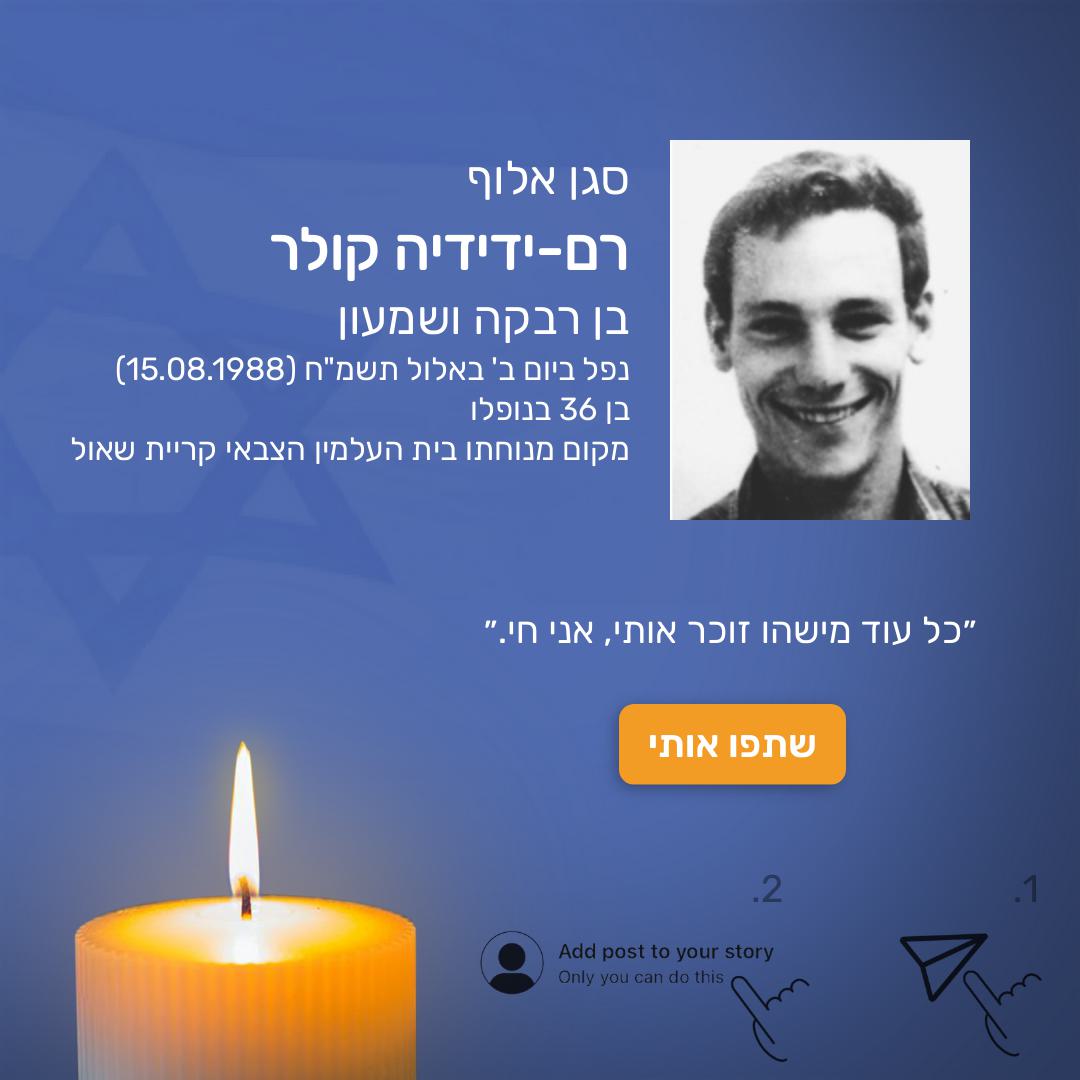 סגן אלוף
רם-ידידיה קולר
בן רבקה ושמעון
נפל ביום ב' באלול תשמ"ח (15.08.1988)
בן 36 בנופלו
מקום מנוחתו בית העלמין הצבאי קריית שאול
"כל עוד מישהו זוכר אותי, אני חי."
שתפו אותי
1.
2.
Add post to your story
Only you can do this